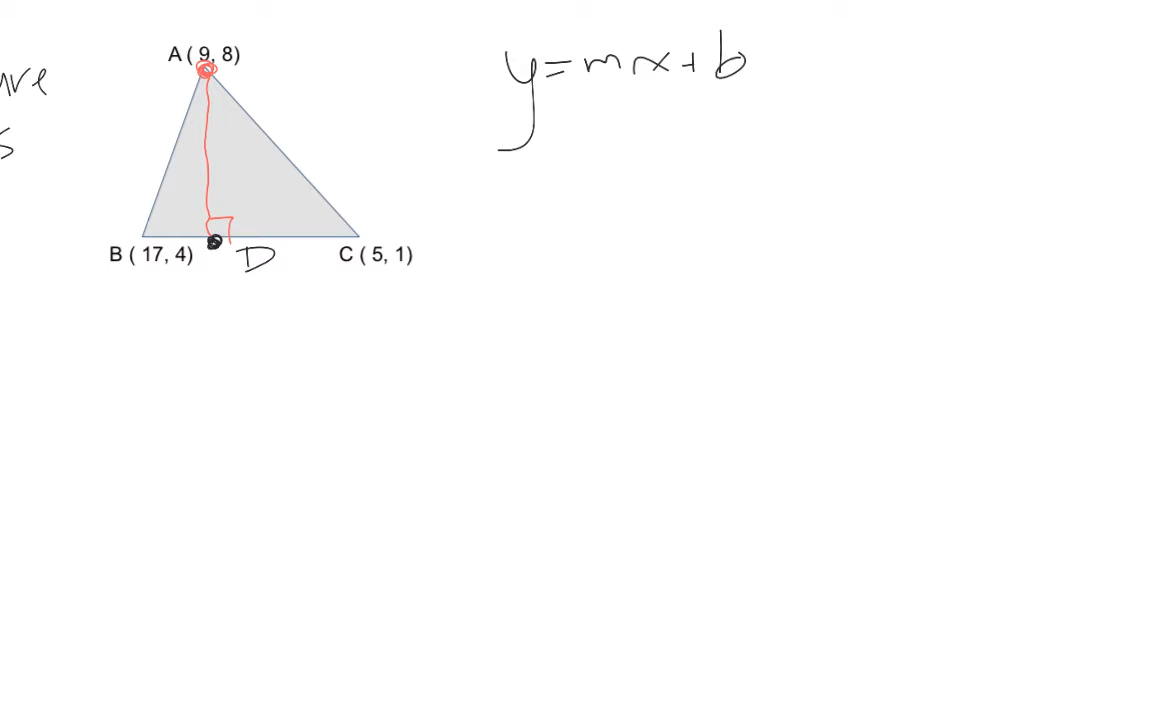 A ( 9, 8)
y = mx + b
B ( 17, 4)
D
C ( 5, 1)